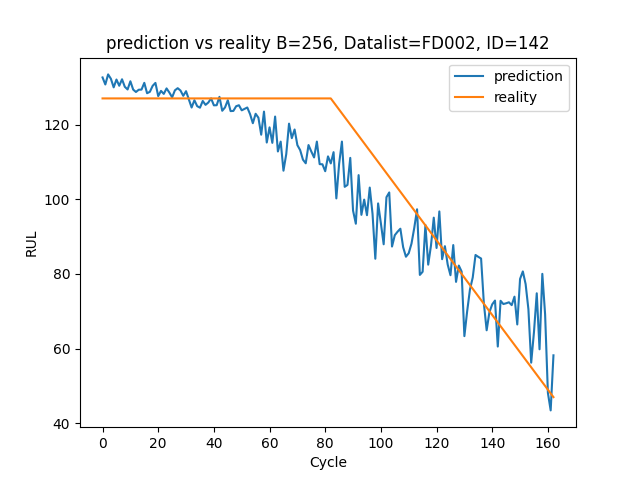 prediction vs reality B=256, Datalist=FD002, ID=142
prediction
reality
120
100
80
60
40
RUL
0 20 40 60 80 100 120 140 160
Cycle